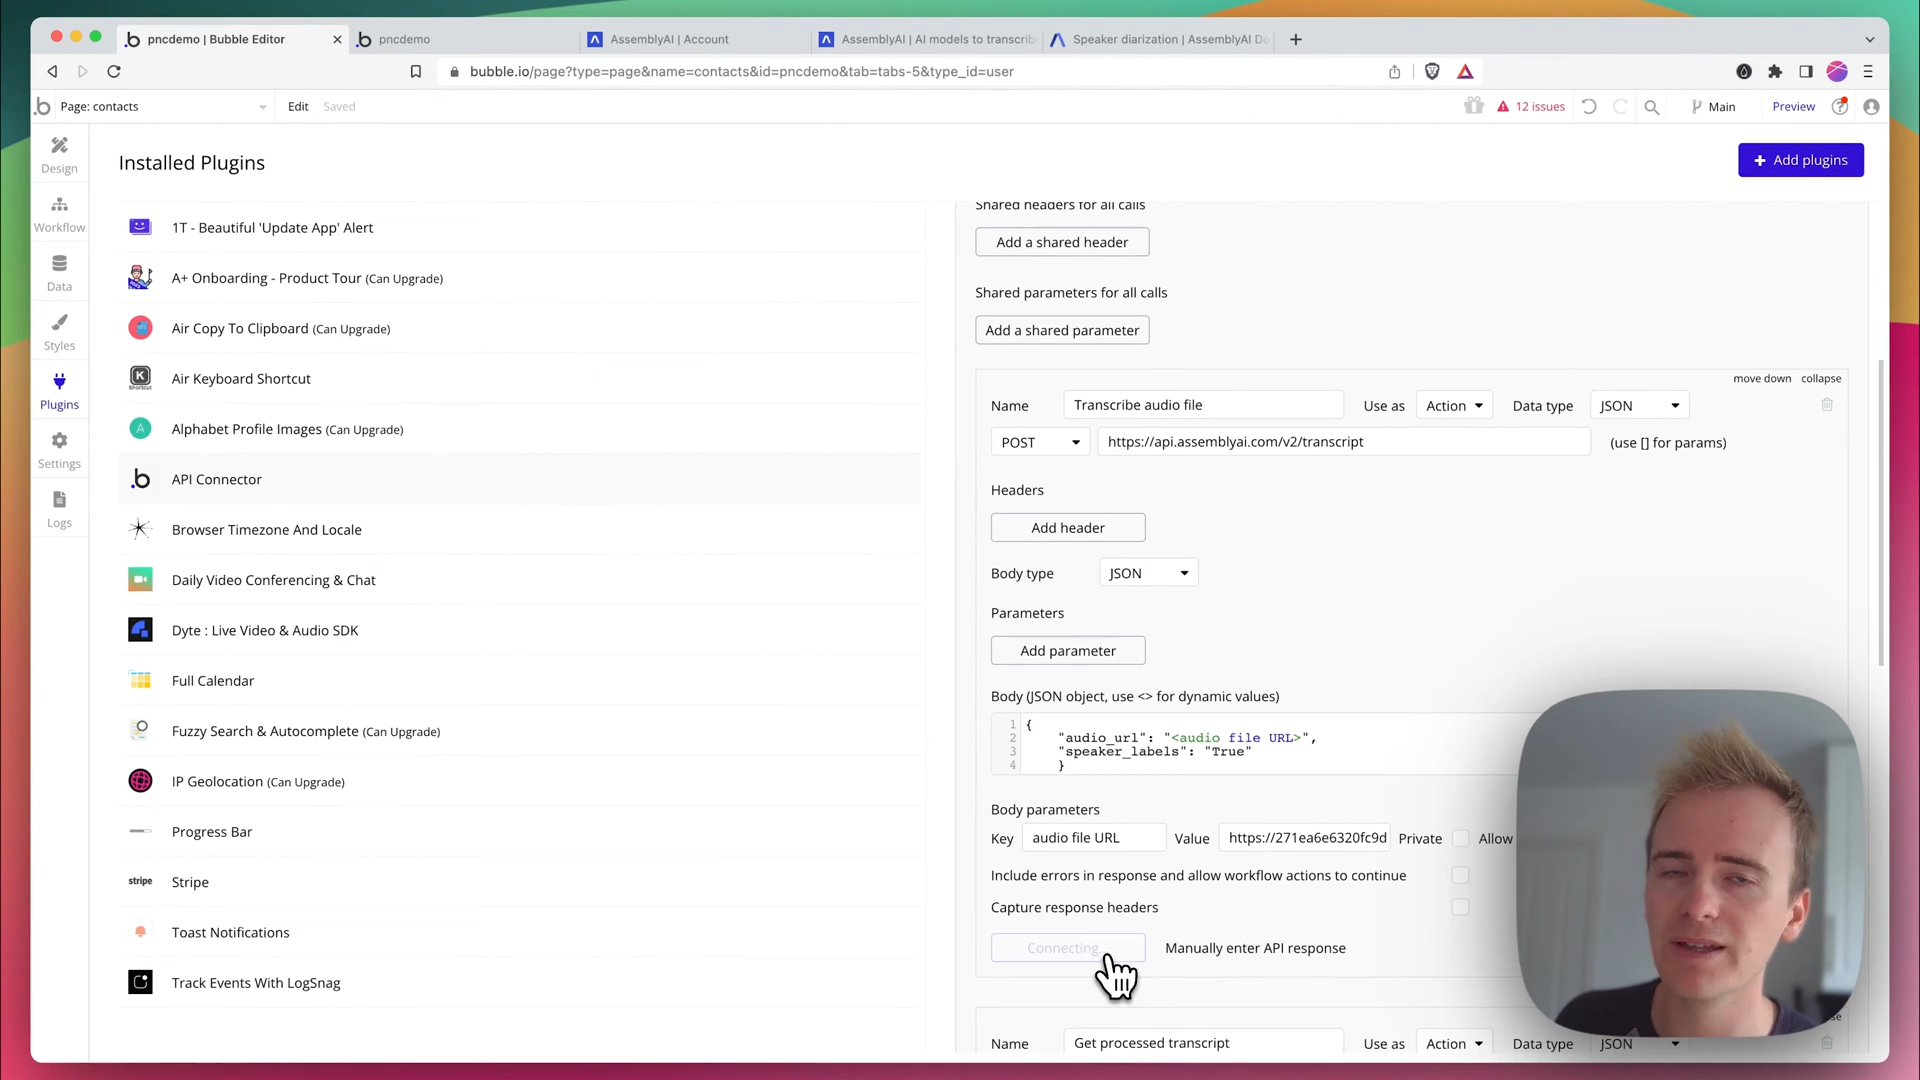 pncdemo | Bubble Editor
pncdemo
AssemblyAI | Account
AssemblyAI | AI models to transcrib
Speaker diarization | AssemblyAI Do
bubble.io/page?type=page&name=contacts&id=pncdemo&tab=tabs-5&type_id=user
Page: contacts
Edit
Saved
12 issues
Main
Preview
Design
Workflow
Data
Styles
Plugins
Settings
Logs
Installed Plugins
Add plugins
1T - Beautiful 'Update App' Alert
A+ Onboarding - Product Tour (Can Upgrade)
Air Copy To Clipboard (Can Upgrade)
Air Keyboard Shortcut
Alphabet Profile Images (Can Upgrade)
API Connector
Browser Timezone And Locale
Daily Video Conferencing & Chat
Dyte : Live Video & Audio SDK
Full Calendar
Fuzzy Search & Autocomplete (Can Upgrade)
IP Geolocation (Can Upgrade)
Progress Bar
stripe Stripe
Toast Notifications
Track Events With LogSnag
Shared headers for all calls
Add a shared header
Shared parameters for all calls
Add a shared parameter
move down collapse
Name Transcribe audio file Use as Action Data type JSON
POST https://api.assemblyai.com/v2/transcript (use [] for params)
Headers
Add header
Body type JSON
Parameters
Add parameter
Body (JSON object, use <> for dynamic values)
1 {
2 "audio_url": "<audio file URL>",
3 "speaker_labels": "True"
4 }
Body parameters
Key audio file URL Value https://271ea6e6320fc9d Private Allow
Include errors in response and allow workflow actions to continue
Capture response headers
Connecting Manually enter API response
Name Get processed transcript Use as Action Data type JSON